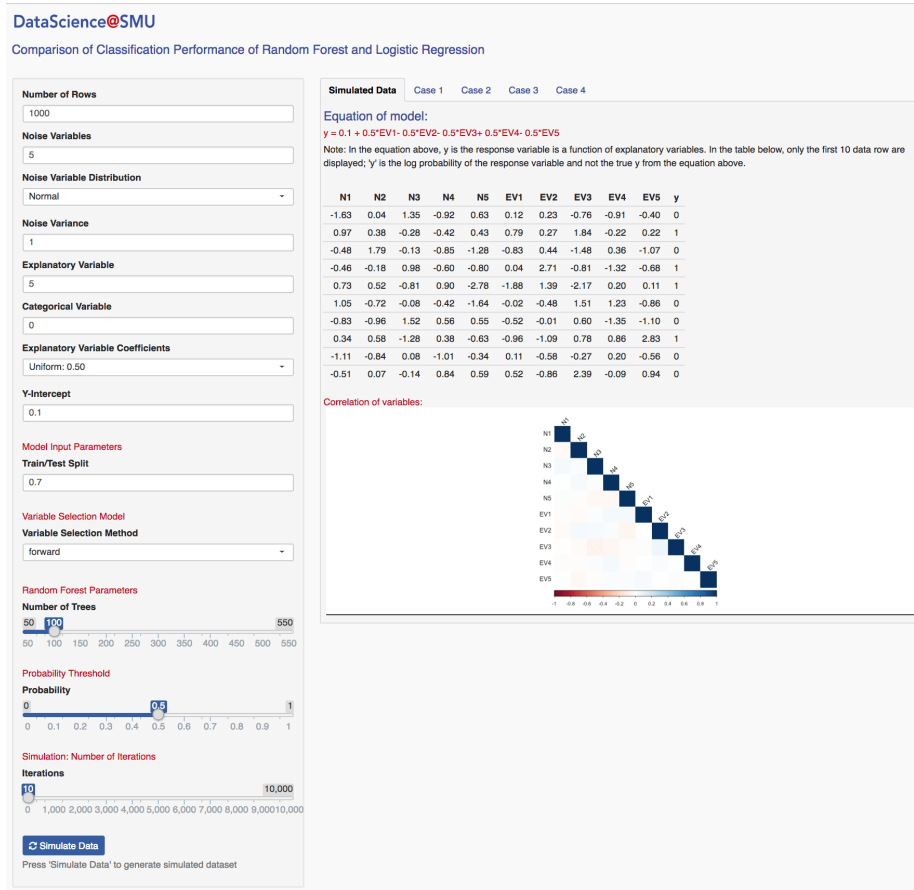 DataScience@SMU
Comparison of Classification Performance of Random Forest and Logistic Regression
Number of Rows
1000
Noise Variables
5
Noise Variable Distribution
Normal
Noise Variance
1
Explanatory Variable
5
Categorical Variable
0
Explanatory Variable Coefficients
Uniform: 0.50
Y-Intercept
0.1
Model Input Parameters
Train/Test Split
0.7
Variable Selection Model
Variable Selection Method
forward
Random Forest Parameters
Number of Trees
50 100 550
50 100 150 200 250 300 350 400 450 500 550
Probability Threshold
Probability
0 0.5 1
0 0.1 0.2 0.3 0.4 0.5 0.6 0.7 0.8 0.9 1
Simulation: Number of Iterations
Iterations
10 10,000
0 1,000 2,000 3,000 4,000 5,000 6,000 7,000 8,000 9,000 10,000
Simulate Data
Press 'Simulate Data' to generate simulated dataset
Simulated Data Case 1 Case 2 Case 3 Case 4
Equation of model:
y = 0.1 + 0.5*EV1- 0.5*EV2- 0.5*EV3+ 0.5*EV4- 0.5*EV5
Note: In the equation above, y is the response variable is a function of explanatory variables. In the table below, only the first 10 data row are
displayed; 'y' is the log probability of the response variable and not the true y from the equation above.
N1 N2 N3 N4 N5 EV1 EV2 EV3 EV4 EV5 y
-1.63 0.04 1.35 -0.92 0.63 0.12 0.23 -0.76 -0.91 -0.40 0
0.97 0.38 -0.28 -0.42 0.43 0.79 0.27 1.84 -0.22 0.22 1
-0.48 1.79 -0.13 -0.85 -1.28 -0.83 0.44 -1.48 0.36 -1.07 0
-0.46 -0.18 0.98 -0.60 -0.80 0.04 2.71 -0.81 -1.32 -0.68 1
0.73 0.52 -0.81 0.90 -2.78 -1.88 1.39 -2.17 0.20 0.11 1
1.05 -0.72 -0.08 -0.42 -1.64 -0.02 -0.48 1.51 1.23 -0.86 0
-0.83 -0.96 1.52 0.56 0.55 -0.52 -0.01 0.60 -1.35 -1.10 0
0.34 0.58 -1.28 0.38 -0.63 -0.96 -1.09 0.78 0.86 2.83 1
-1.11 -0.84 0.08 -1.01 -0.34 0.11 -0.58 -0.27 0.20 -0.56 0
-0.51 0.07 -0.14 0.84 0.59 0.52 -0.86 2.39 -0.09 0.94 0
Correlation of variables:
N1
N1
N2
N2
N3
N3
N4
N4
N5
N5
EV1
EV1
EV2
EV2
EV3
EV3
EV4
EV4
EV5
EV5
-1 -0.8 -0.6 -0.4 -0.2 0 0.2 0.4 0.6 0.8 1